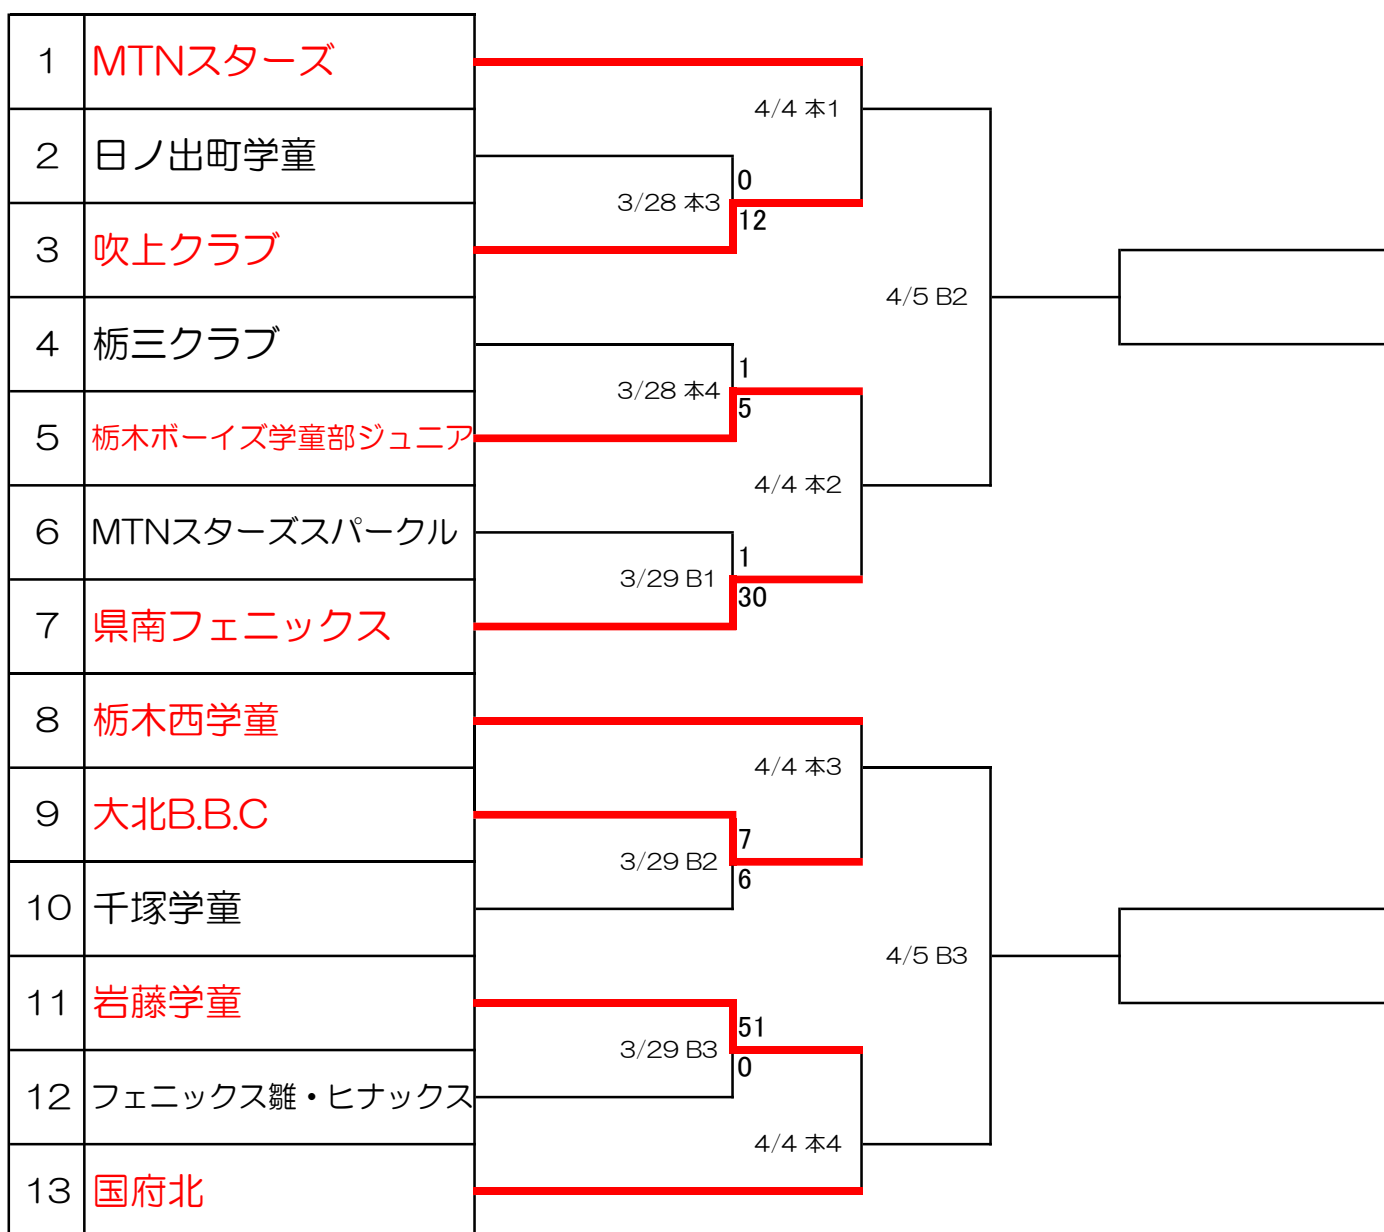 1 MTNスターズ
4/4 本1
2 日ノ出町学童
0
3/28 本3
12
3 吹上クラブ
4/5 B2
4 栃三クラブ
1
3/28 本4
5
5 栃木ボーイズ学童部ジュニア
4/4 本2
6 MTNスターズスパークル
1
3/29 B1
30
7 県南フェニックス
8 栃木西学童
4/4 本3
9 大北B.B.C
7
3/29 B2
6
10 千塚学童
4/5 B3
11 岩藤学童
51
3/29 B3
0
12 フェニックス雛・ヒナックス
4/4 本4
13 国府北